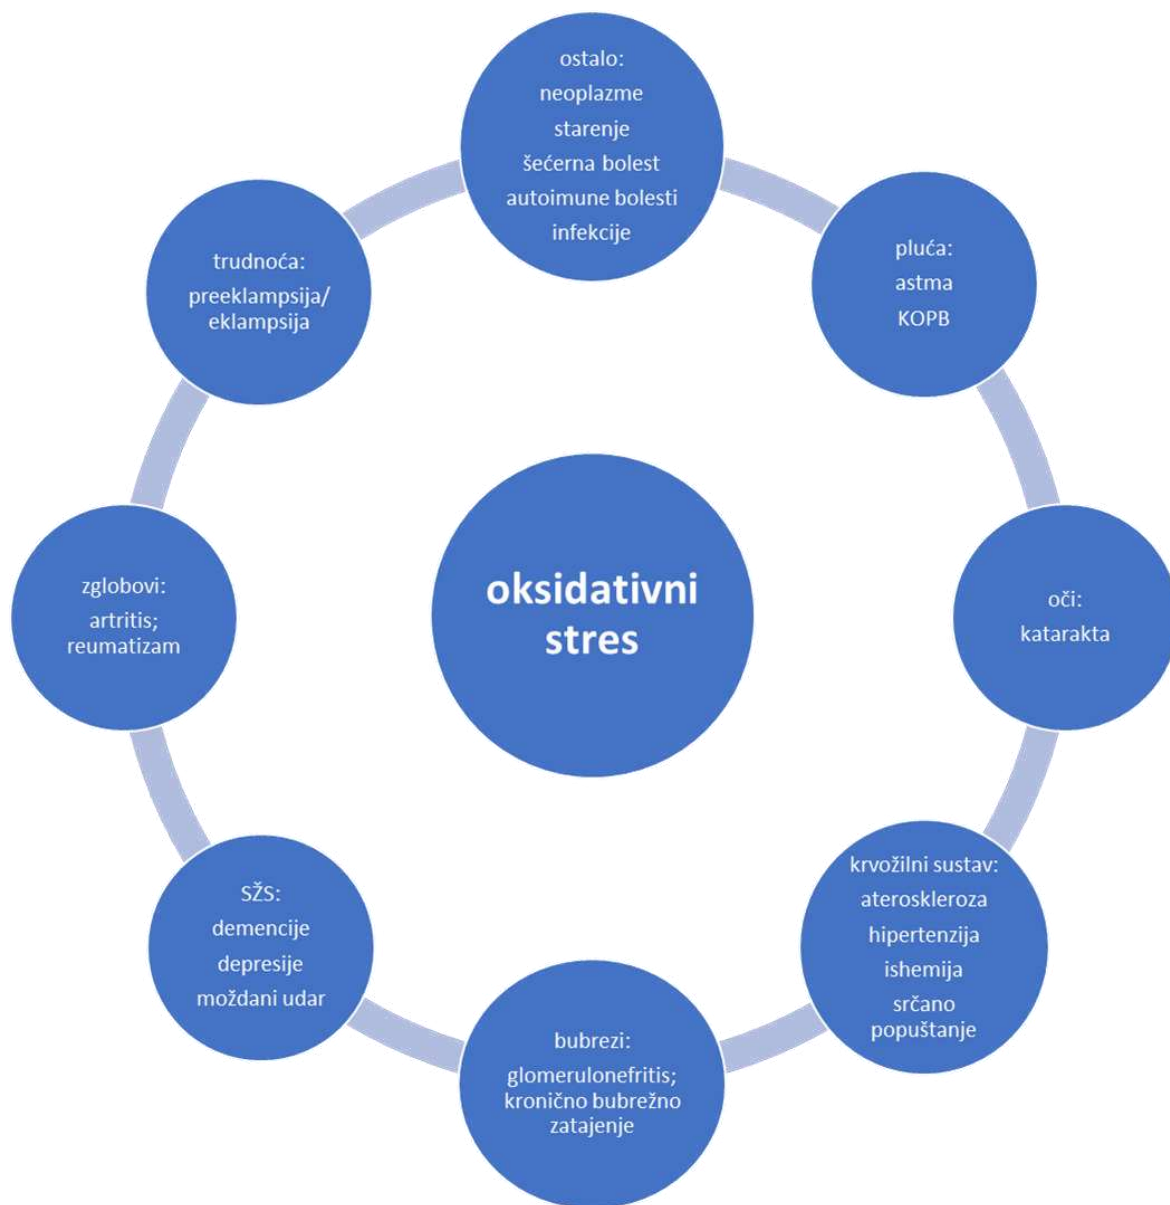 ostalo:
neoplazme
starenje
šećerna bolest
autoimune bolesti
infekcije
pluća:
astma
KOPB
oči:
katarakta
krvožilni sustav:
ateroskleroza
hipertenzija
ishemija
srčano
popuštanje
bubrezi:
glomerulonefritis;
kronično bubrežno
zatajenje
SŽS:
demencije
depresije
moždani udar
zglobovi:
artritis;
reumatizam
trudnoća:
preeklampsija/
eklampsija
oksidativni
stres